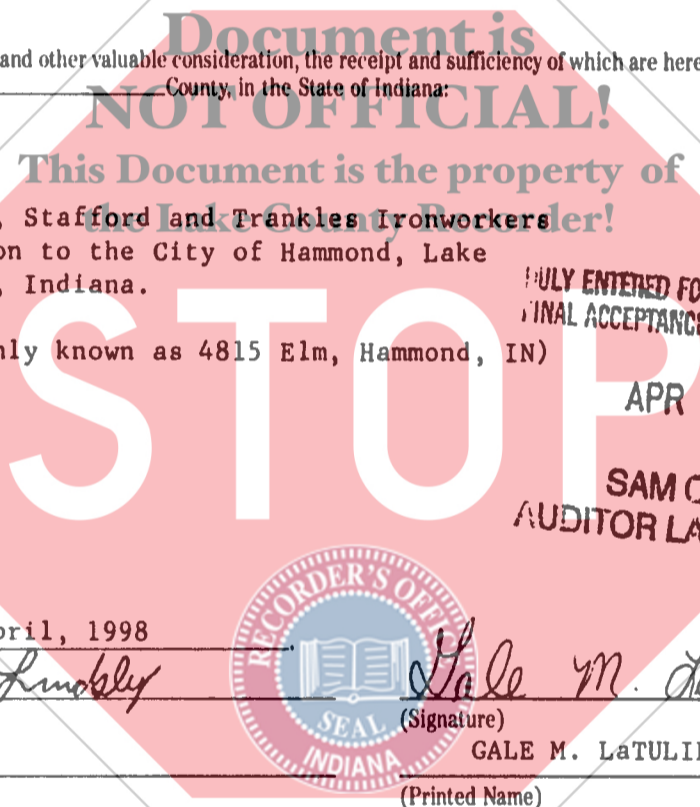 Document is
and other valuable consideration, the receipt and sufficiency of which are here
County, in the State of Indiana:
NOT OFFICIAL!
This Document is the property of
the Lake County Recorder!
, Stafford and Trankles Ironworkers
on to the City of Hammond, Lake
, Indiana.
DULY ENTERED FO
FINAL ACCEPTANCE
nly known as 4815 Elm, Hammond, IN)
STOP
APR
SAM O
AUDITOR LA
RECORDER'S OFFI
SEAL
INDIANA
pril, 1998
Gale M.
(Signature)
GALE M. LaTULI
(Printed Name)